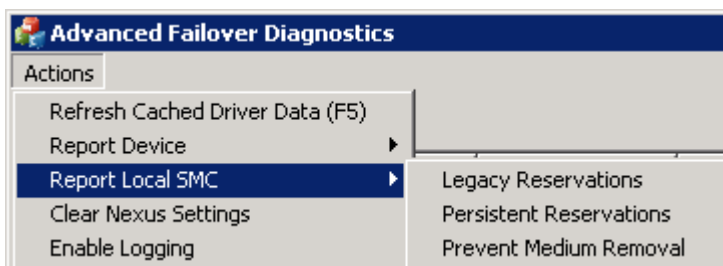 Advanced Failover Diagnostics
Actions
Refresh Cached Driver Data (F5)
Report Device
Report Local SMC
Legacy Reservations
Clear Nexus Settings
Persistent Reservations
Enable Logging
Prevent Medium Removal